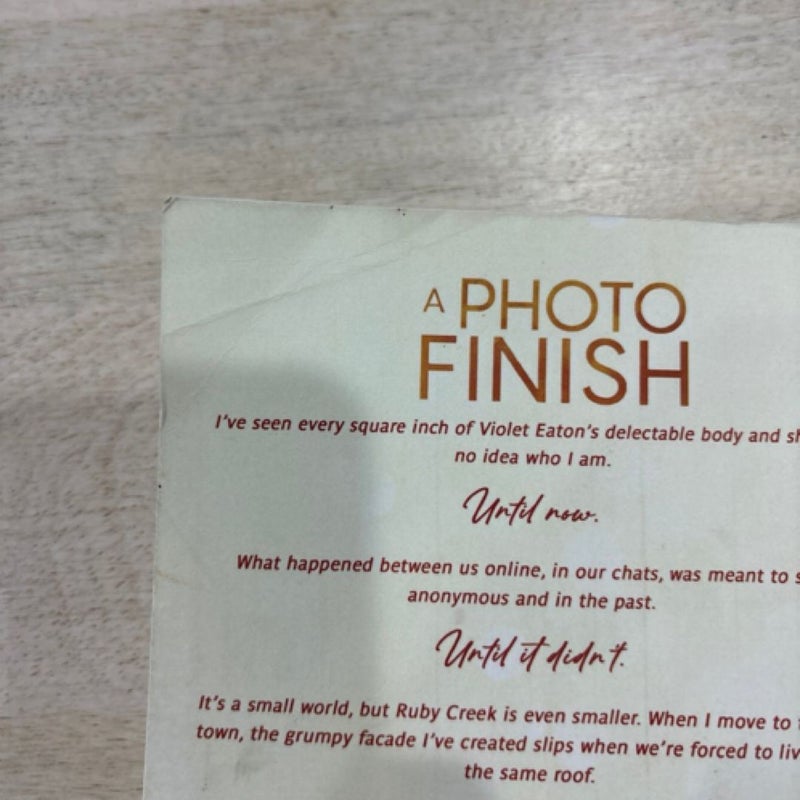 A PHOTO
FINISH
I've seen every square inch of Violet Eaton's delectable body and
no idea who I am.
Until now.
What happened between us online, in our chats, was meant to
anonymous and in the past.
Until it didn't.
It's a small world, but Ruby Creek is even smaller. When I move to
town, the grumpy facade I've created slips when we're forced to
the same roof.